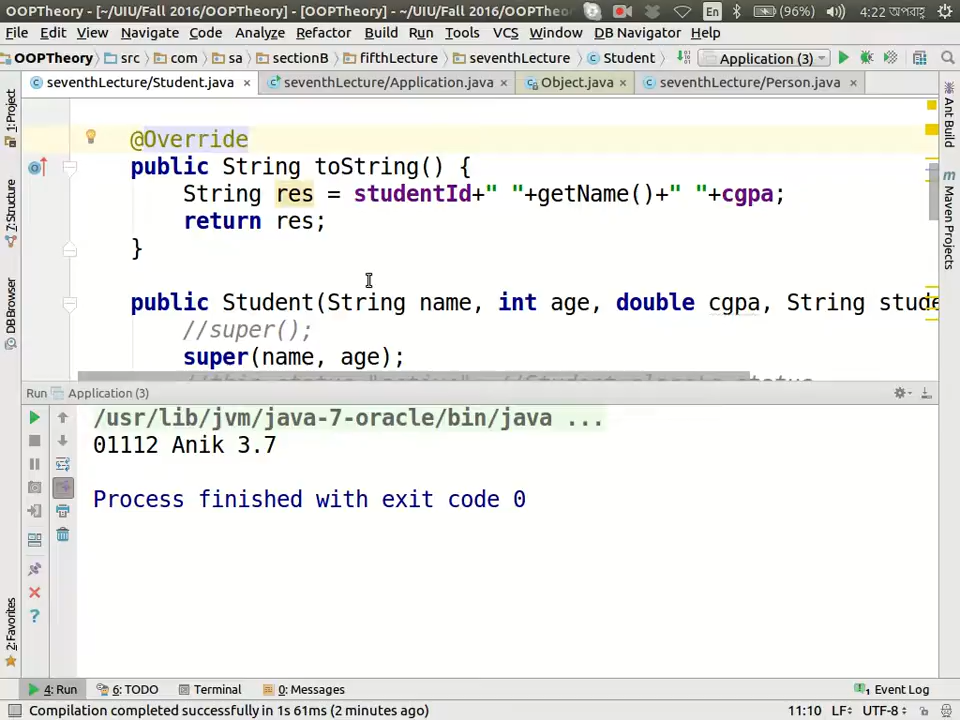 OOPTheory - [OOPTheory] - [~/UIU/Fall 2016/OOPTheory] - ~/UIU/Fall 2016/OOPTheo
En (96%) 4:22 অপরাহ্ণ
File Edit View Navigate Code Analyze Refactor Build Run Tools VCS Window DB Navigator Help
OOPTheory src com sa sectionB fifthLecture seventhLecture Student Application (3)
seventhLecture/Student.java × seventhLecture/Application.java × Object.java × seventhLecture/Person.java ×
@Override
public String toString() {
String res = studentId+" "+getName()+" "+cgpa;
return res;
}
public Student(String name, int age, double cgpa, String stude
//super();
super(name, age);
Run Application (3)
/usr/lib/jvm/java-7-oracle/bin/java ...
01112 Anik 3.7
Process finished with exit code 0
1: Project
7: Structure
DB Browser
2: Favorites
Ant Build
Maven Projects
4: Run 6: TODO Terminal 0: Messages 1 Event Log
Compilation completed successfully in 1s 61ms (2 minutes ago) 11:10 LF÷ UTF-8÷